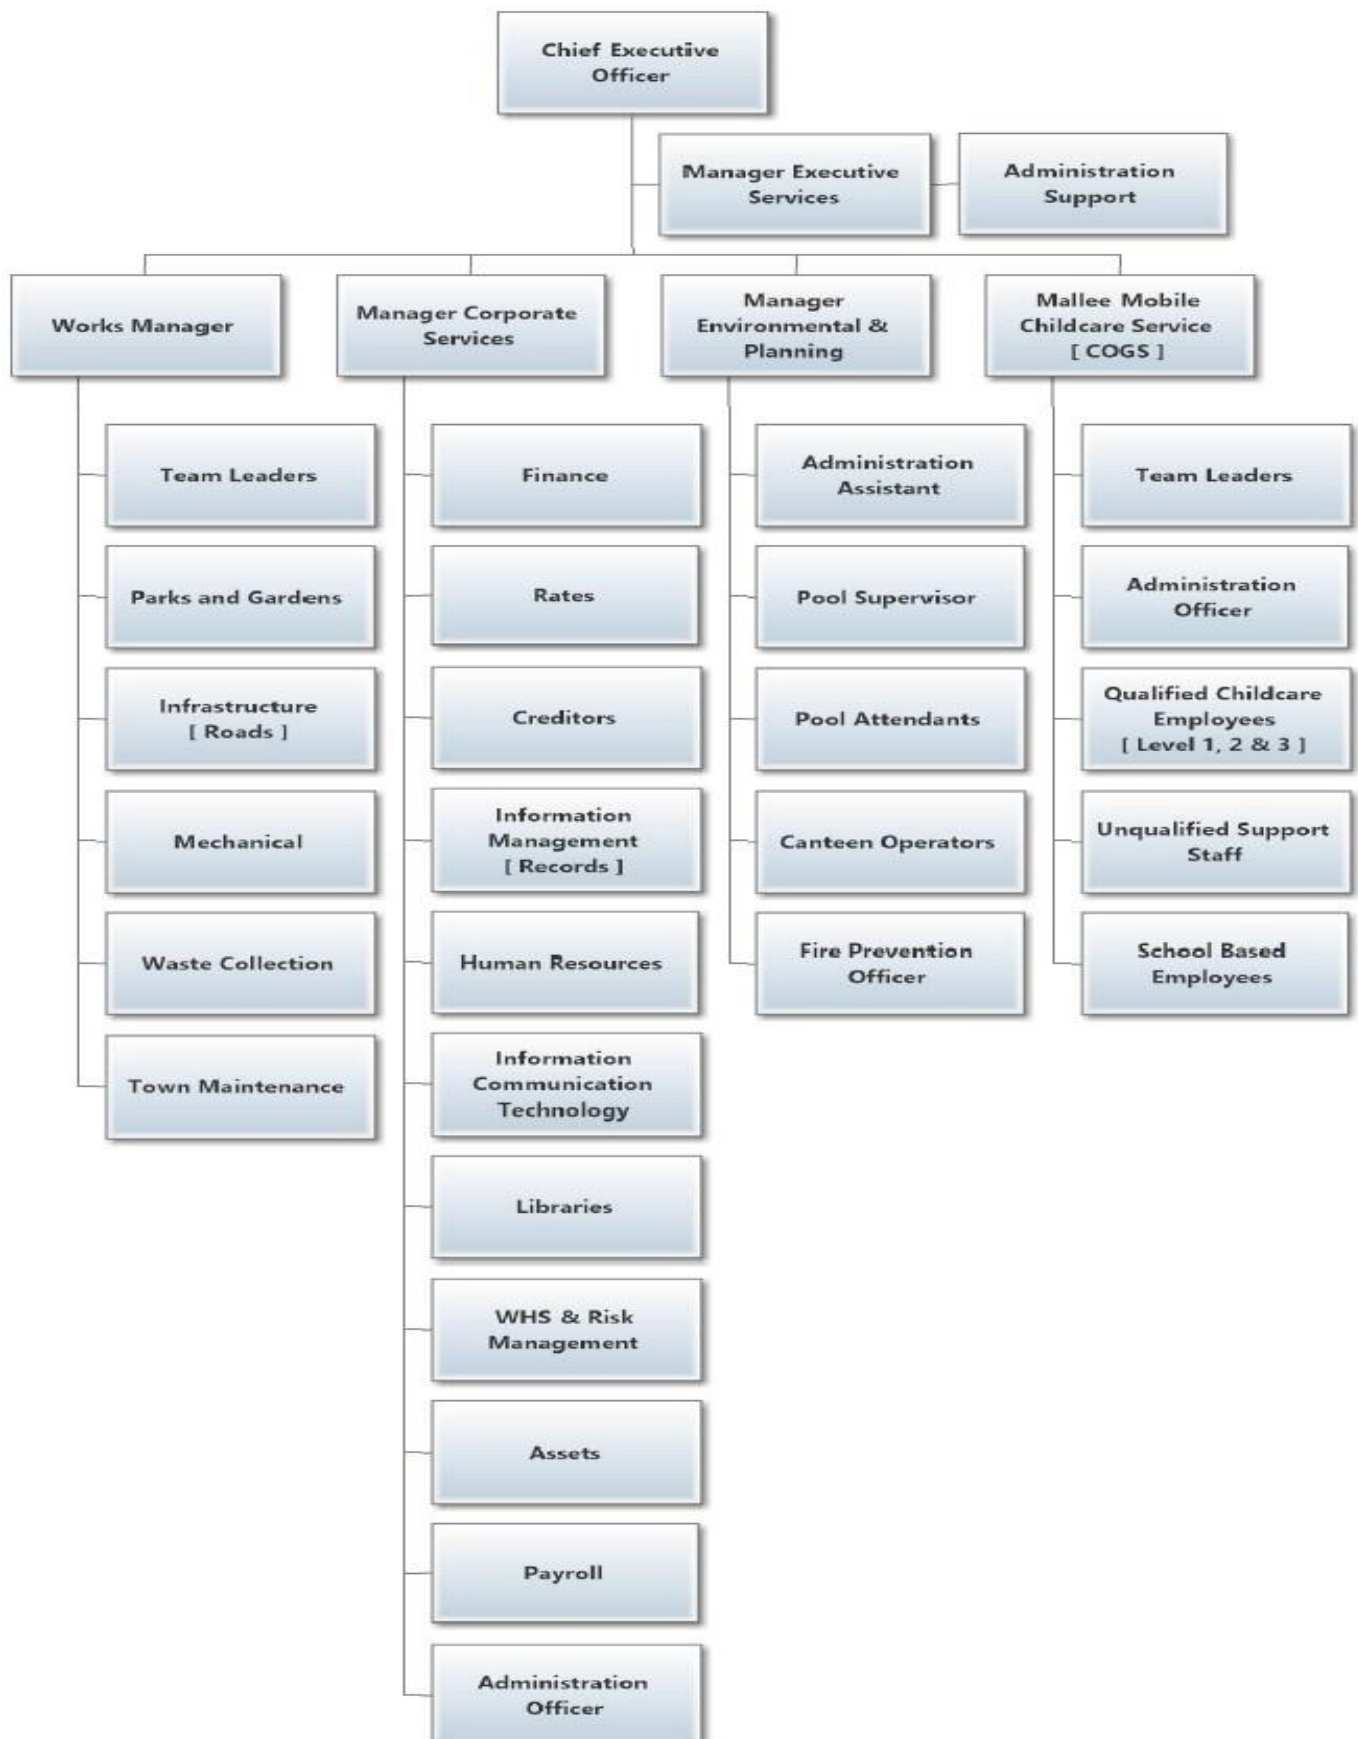 Chief Executive
Officer
Manager Executive
Services
Administration
Support
Works Manager
Manager Corporate
Services
Manager
Environmental &
Planning
Mallee Mobile
Childcare Service
[ COGS ]
Team Leaders
Parks and Gardens
Infrastructure
[ Roads ]
Mechanical
Waste Collection
Town Maintenance
Finance
Rates
Creditors
Information
Management
[ Records ]
Human Resources
Information
Communication
Technology
Libraries
WHS & Risk
Management
Assets
Payroll
Administration
Officer
Administration
Assistant
Pool Supervisor
Pool Attendants
Canteen Operators
Fire Prevention
Officer
Team Leaders
Administration
Officer
Qualified Childcare
Employees
[ Level 1, 2 & 3 ]
Unqualified Support
Staff
School Based
Employees